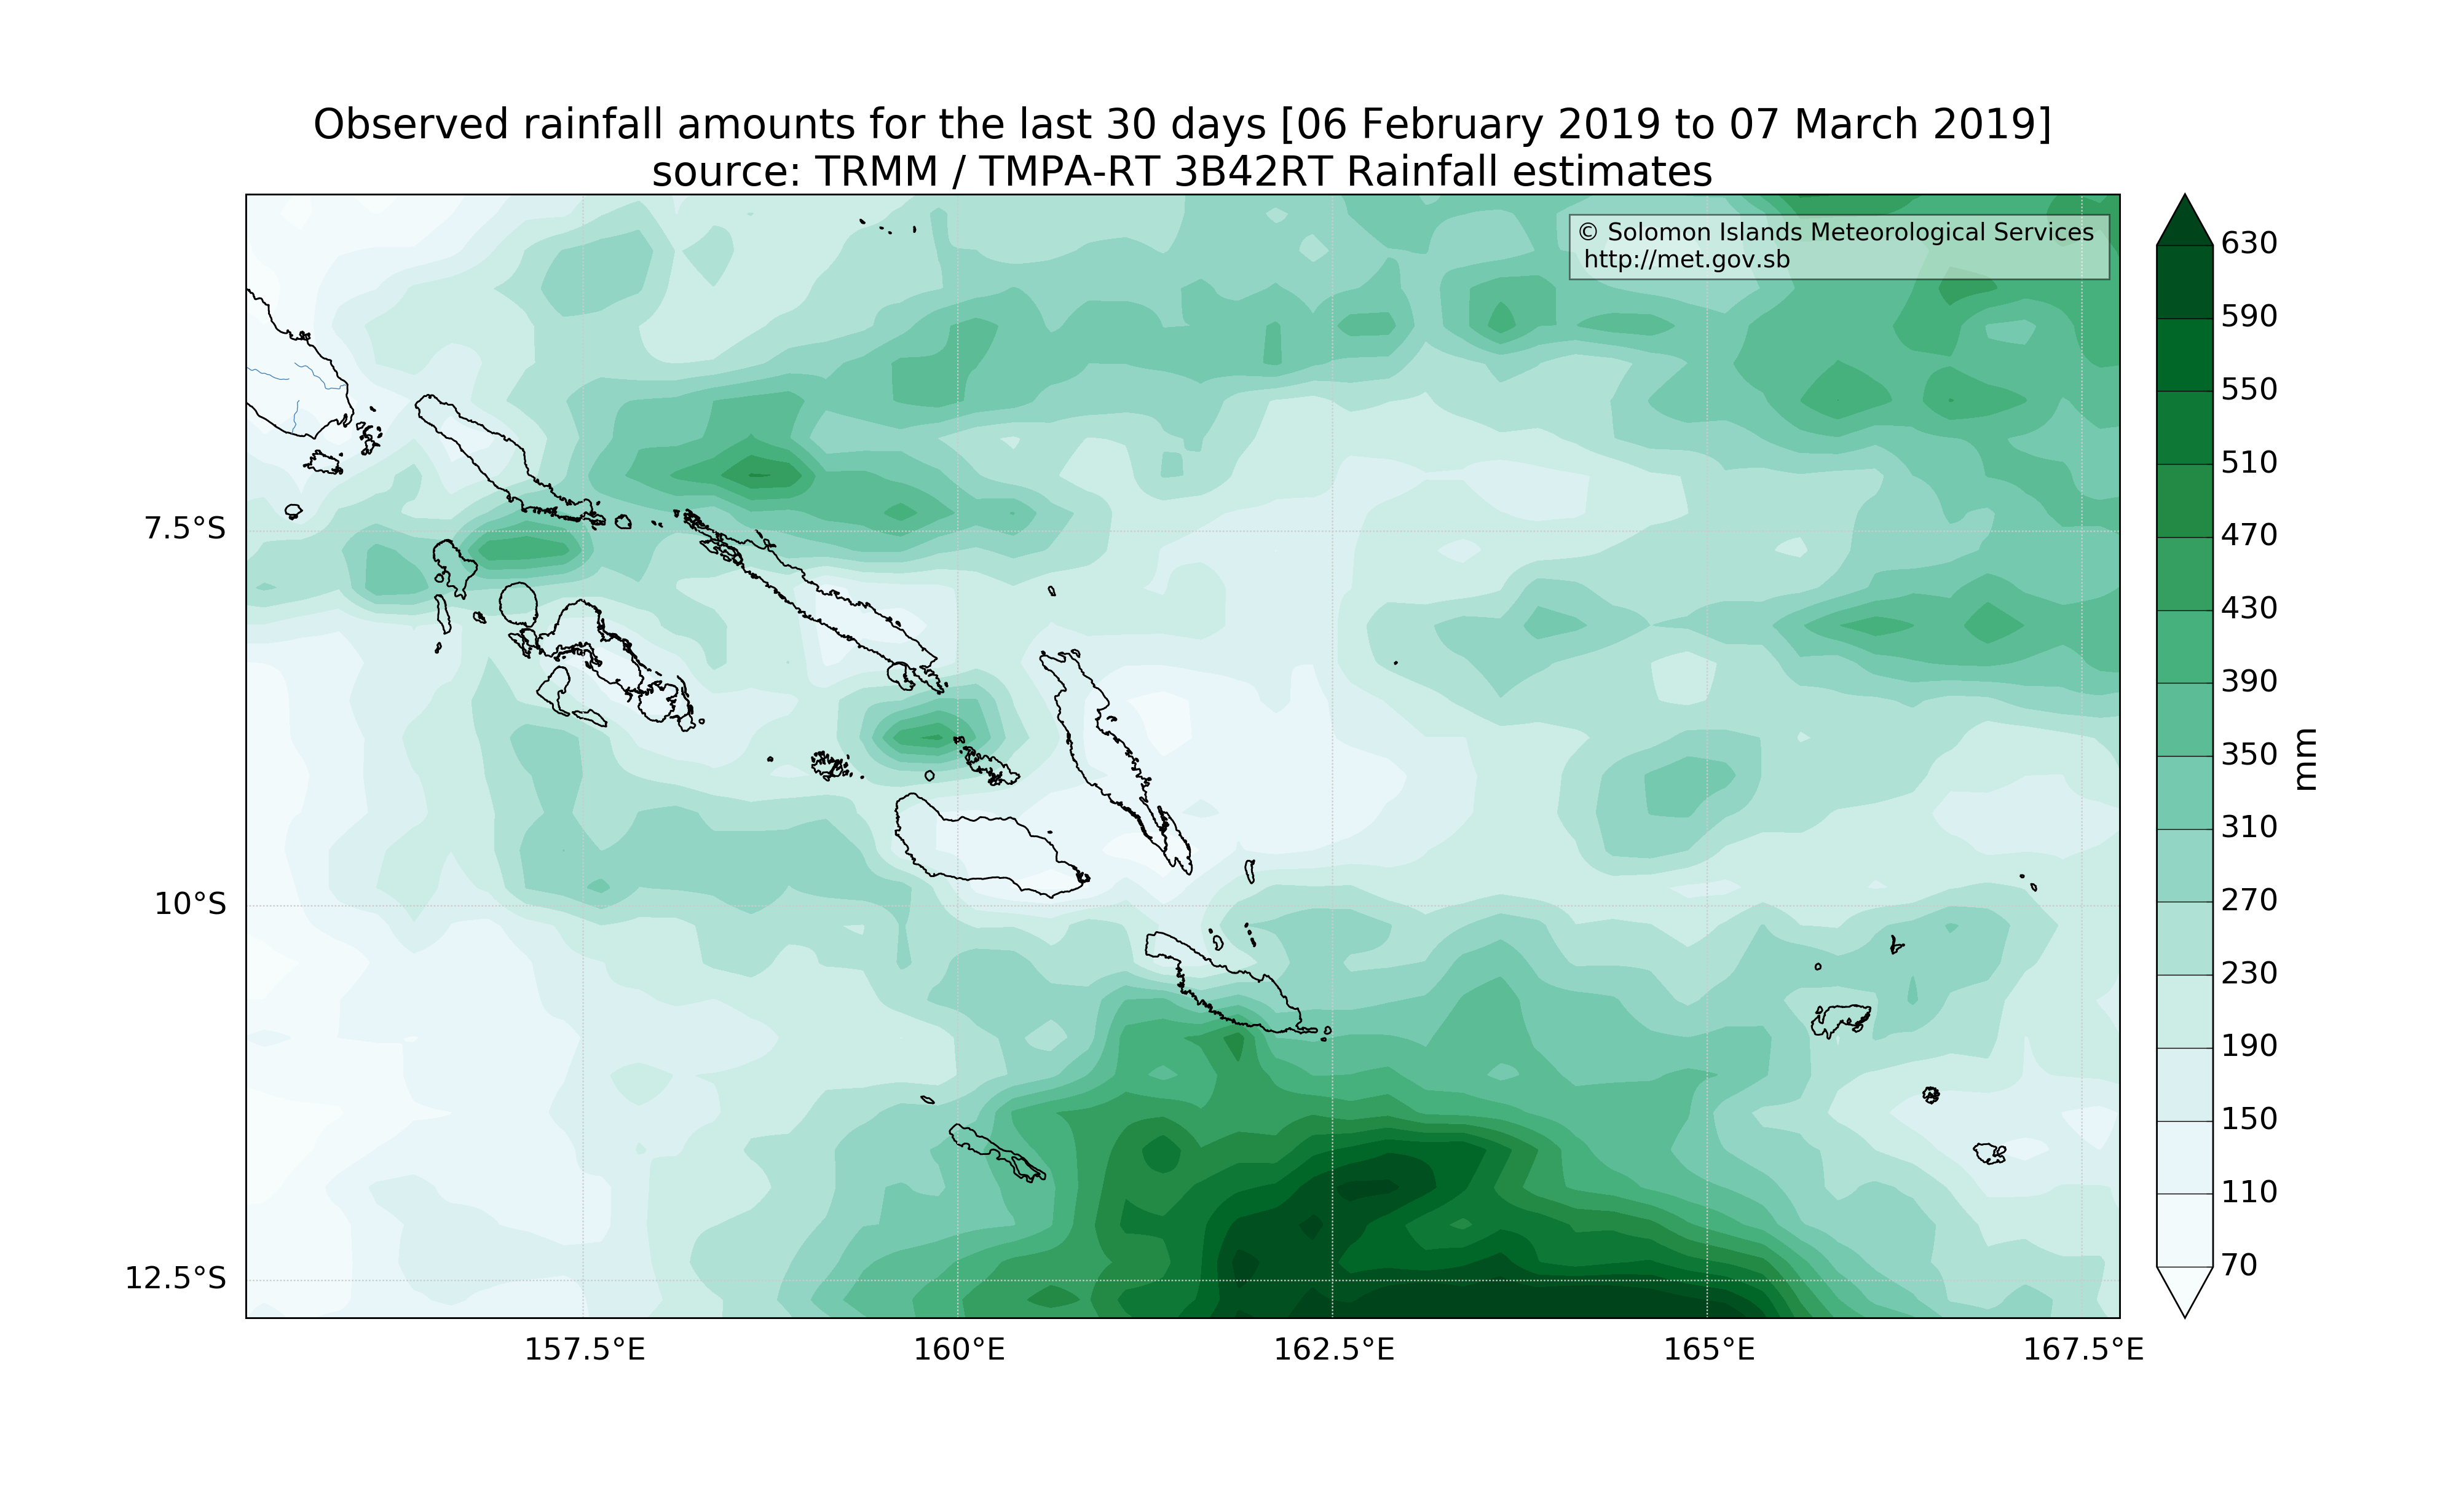 Observed rainfall amounts for the last 30 days [06 February 2019 to 07 March 2019]
source: TRMM / TMPA-RT 3B42RT Rainfall estimates
© Solomon Islands Meteorological Services
http://met.gov.sb
7.5°S
10°S
12.5°S
157.5°E
160°E
162.5°E
165°E
167.5°E
630
590
550
510
470
430
390
350
310
270
230
190
150
110
70
mm